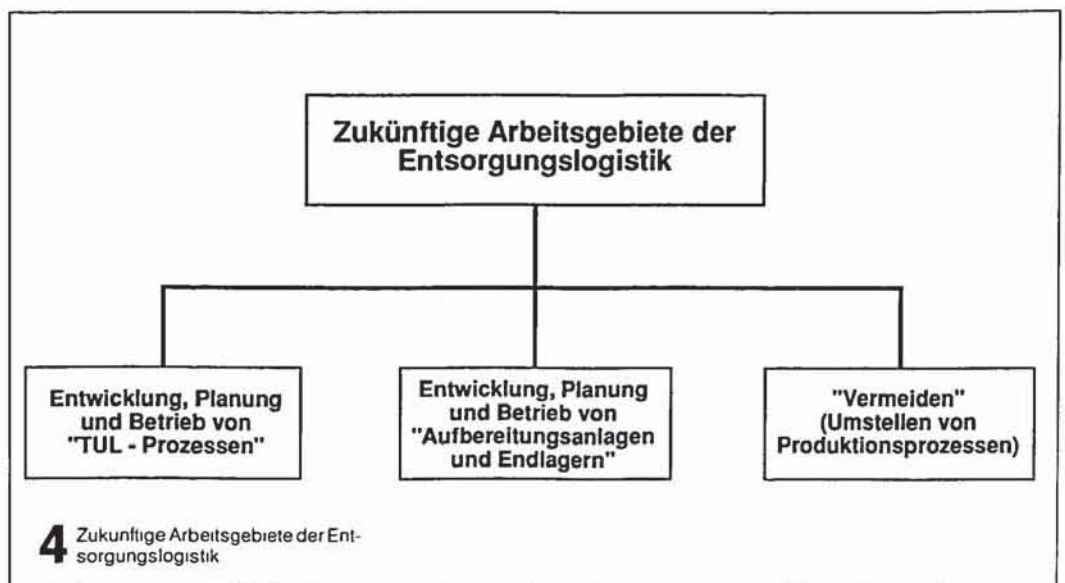 Zukünftige Arbeitsgebiete der
Entsorgungslogistik
Entwicklung, Planung
und Betrieb von
"TUL - Prozessen"
Entwicklung, Planung
und Betrieb von
"Aufbereitungsanlagen
und Endlagern"
"Vermeiden"
(Umstellen von
Produktionsprozessen)
4 Zukunftige Arbeitsgebiete der Ent-
sorgungslogistik